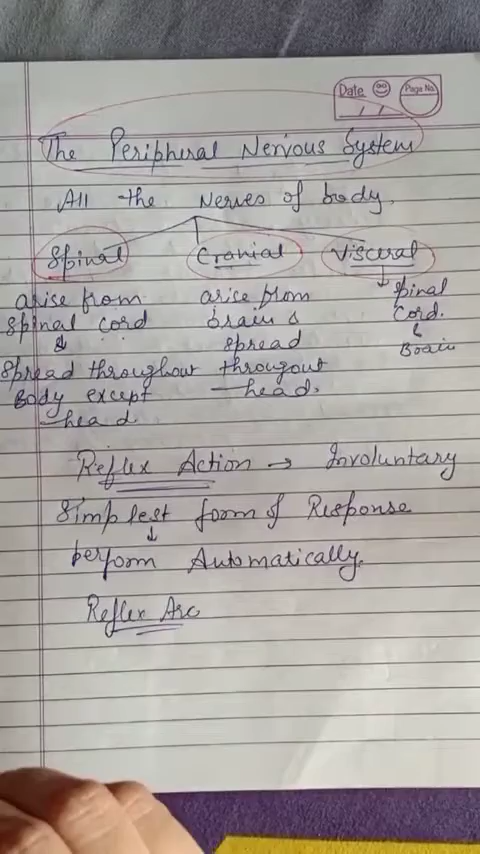 Date
Page No.
The Peripheral Nervous System
All the Nerves of body.
Spinal
arise from
spinal cord
&
Spread throughout
Body except
head.
Cranial
arise from
brain &
spread
througout
head.
Visceral
Spinal
Cord.
&
Brain
Reflex Action → Involuntary
Simplest form of Response
perform Automatically.
Reflex Arc